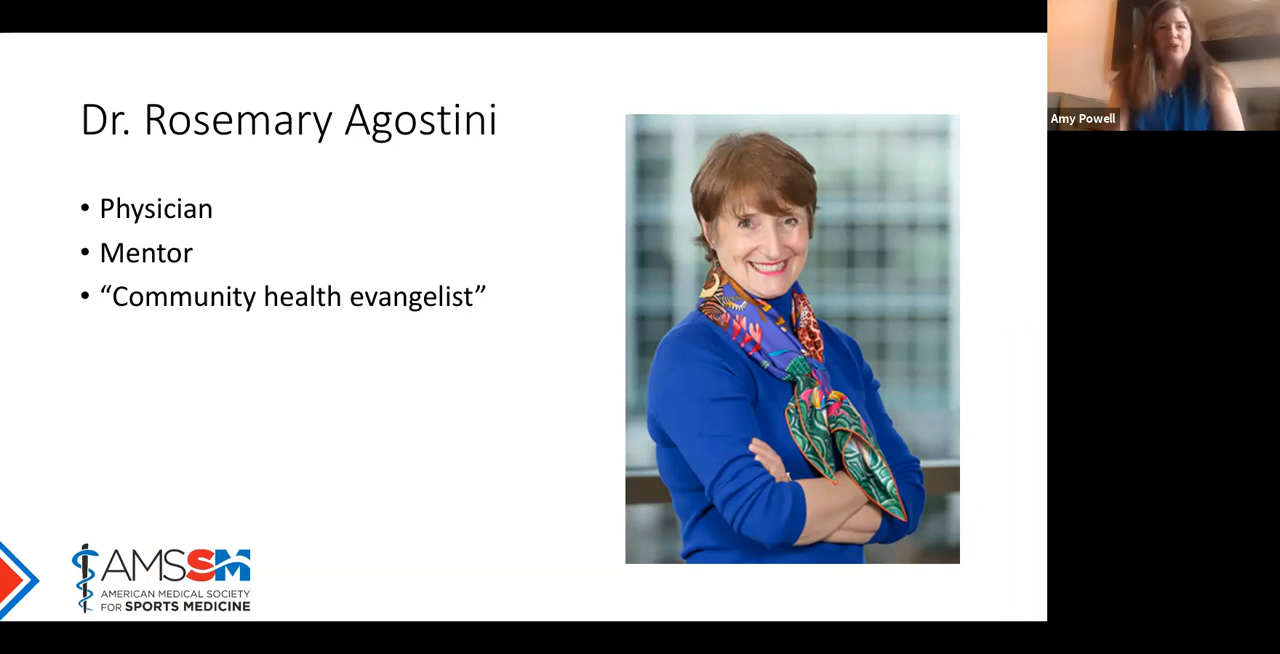 Dr. Rosemary Agostini
• Physician
• Mentor
• “Community health evangelist”
AMSSM
AMERICAN MEDICAL SOCIETY
FOR SPORTS MEDICINE
Amy Powell